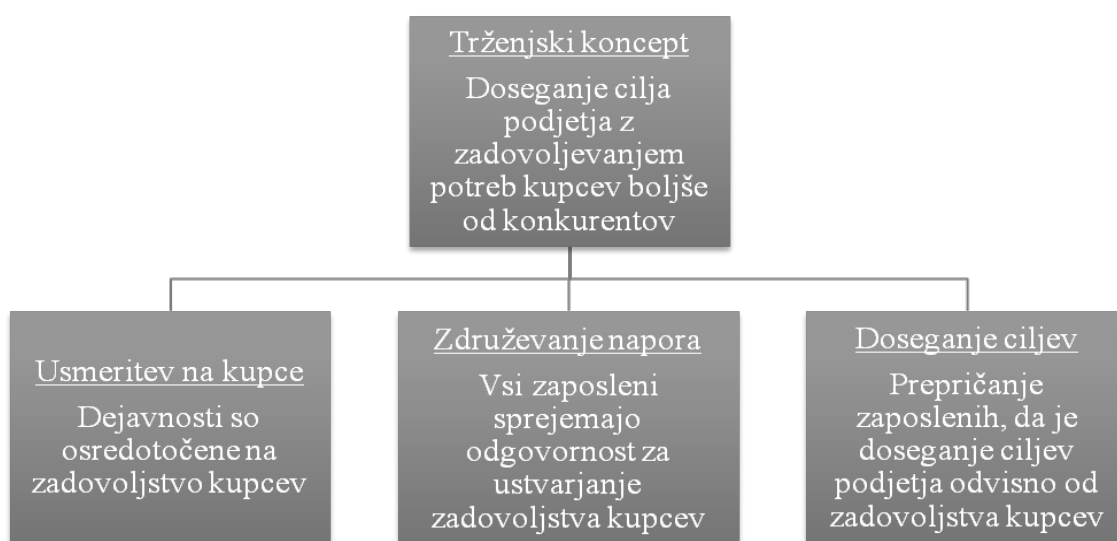 Trženjski koncept
Doseganje cilja
podjetja z
zadovoljevanjem
potreb kupcev boljše
od konkurentov
Usmeritev na kupce
Dejavnosti so
osredotočene na
zadovoljstvo kupcev
Združevanje napora
Vsi zaposleni
sprejemajo
odgovornost za
ustvarjanje
zadovoljstva kupcev
Doseganje ciljev
Prepričanje
zaposlenih, da je
doseganje ciljev
podjetja odvisno od
zadovoljstva kupcev